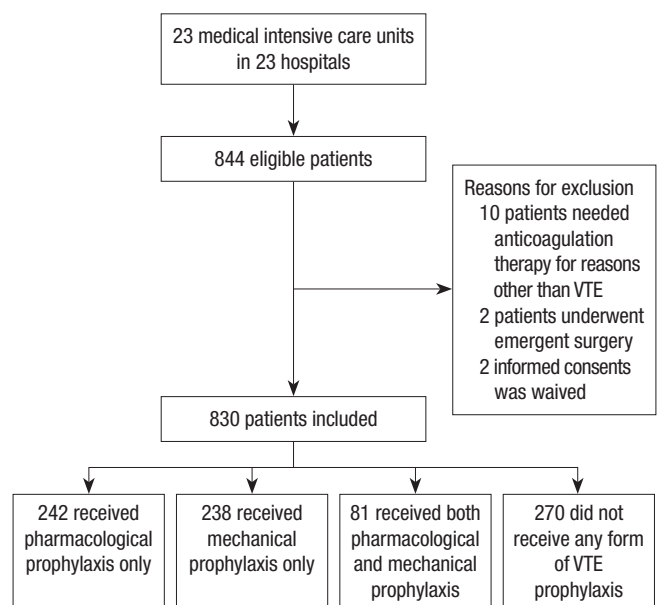 23 medical intensive care units
in 23 hospitals
844 eligible patients
Reasons for exclusion
10 patients needed
anticoagulation
therapy for reasons
other than VTE
2 patients underwent
emergent surgery
2 informed consents
was waived
830 patients included
242 received
pharmacological
prophylaxis only
238 received
mechanical
prophylaxis only
81 received both
pharmacological
and mechanical
prophylaxis
270 did not
receive any form
of VTE
prophylaxis